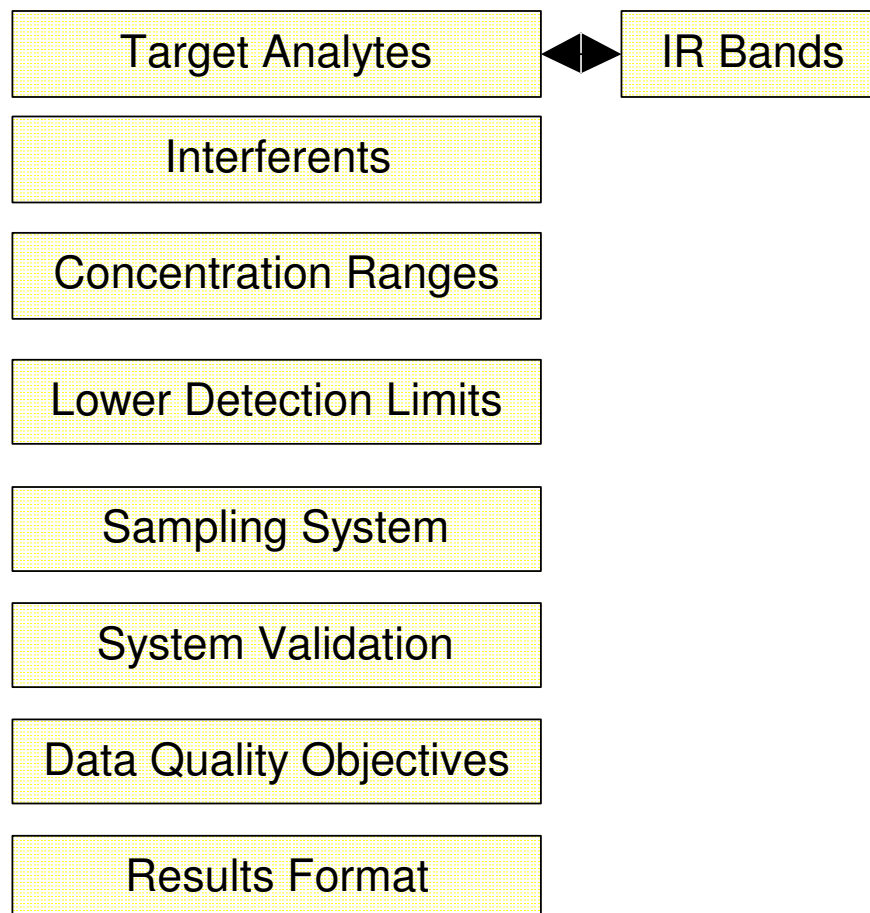 Target Analytes
IR Bands
Interferents
Concentration Ranges
Lower Detection Limits
Sampling System
System Validation
Data Quality Objectives
Results Format